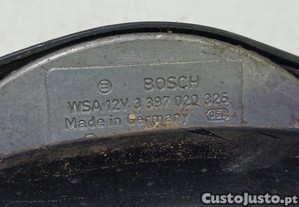 BOSCH
WSA 12V 3 397 020 325
Made in Germany
CustoJusto.pt